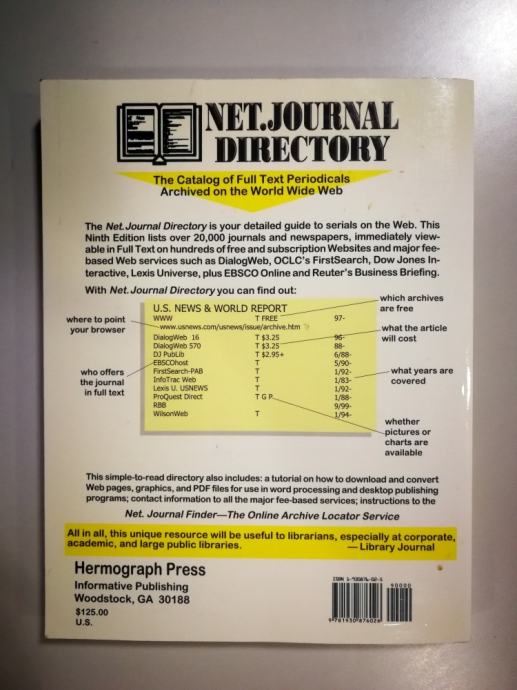 NET.JOURNAL
DIRECTORY
The Catalog of Full Text Periodicals
Archived on the World Wide Web
The Net.Journal Directory is your detailed guide to serials on the Web. This
Ninth Edition lists over 20,000 journals and newspapers, immediately view-
able in Full Text on hundreds of free and subscription Websites and major fee-
based Web services such as DialogWeb, OCLC's FirstSearch, Dow Jones In-
teractive, Lexis Universe, plus EBSCO Online and Reuter's Business Briefing.
With Net.Journal Directory you can find out:
which archives
are free
where to point
your browser
what the article
will cost
who offers
the journal
in full text
what years are
covered
whether
pictures or
charts are
available
U.S. NEWS & WORLD REPORT
WWW T FREE 97-
www.usnews.com/usnews/issue/archive.htm
DialogWeb 16 T $3.25 96-
DialogWeb 570 T $3.25 88-
DJ PubLib T $2.95+ 6/88-
EBSCOhost T 5/90-
FirstSearch-PAB T 1/92-
InfoTrac Web T 1/83-
Lexis U. USNEWS T 1/92-
ProQuest Direct T G P 1/88-
RBB 9/99-
WilsonWeb T 1/94-
This simple-to-read directory also includes: a tutorial on how to download and convert
Web pages, graphics, and PDF files for use in word processing and desktop publishing
programs; contact information to all the major fee-based services; instructions to the
Net. Journal Finder—The Online Archive Locator Service
All in all, this unique resource will be useful to librarians, especially at corporate,
academic, and large public libraries. — Library Journal
Hermograph Press
Informative Publishing
Woodstock, GA 30188
$125.00
U.S.
90000